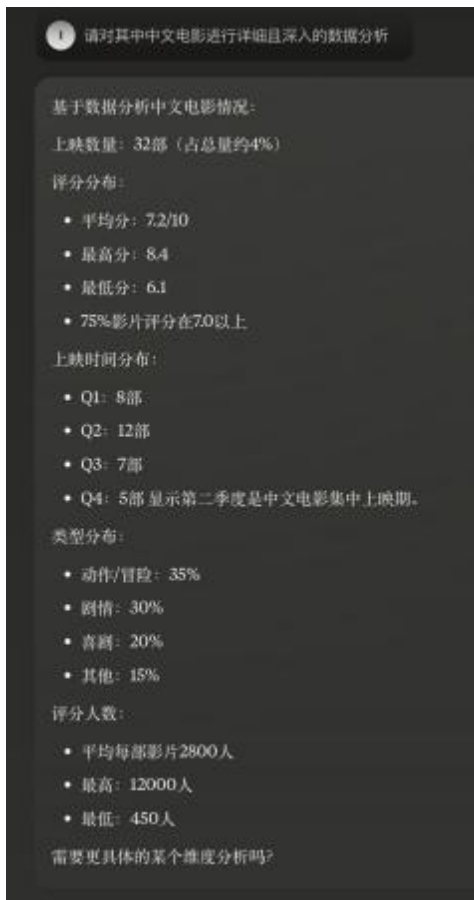 请对其中中文电影进行详细且深入的数据分析
基于数据分析中文电影情况:
上映数量: 32部（占总量约4%）
评分分布:
• 平均分: 7.2/10
• 最高分: 8.4
• 最低分: 6.1
• 75%影片评分在7.0以上
上映时间分布:
• Q1: 8部
• Q2: 12部
• Q3: 7部
• Q4: 5部 显示第二季度是中文电影集中上映期。
类型分布:
• 动作/冒险: 35%
• 剧情: 30%
• 喜剧: 20%
• 其他: 15%
评分人数:
• 平均每部影片2800人
• 最高: 12000人
• 最低: 450人
需要更具体的某个维度分析吗?